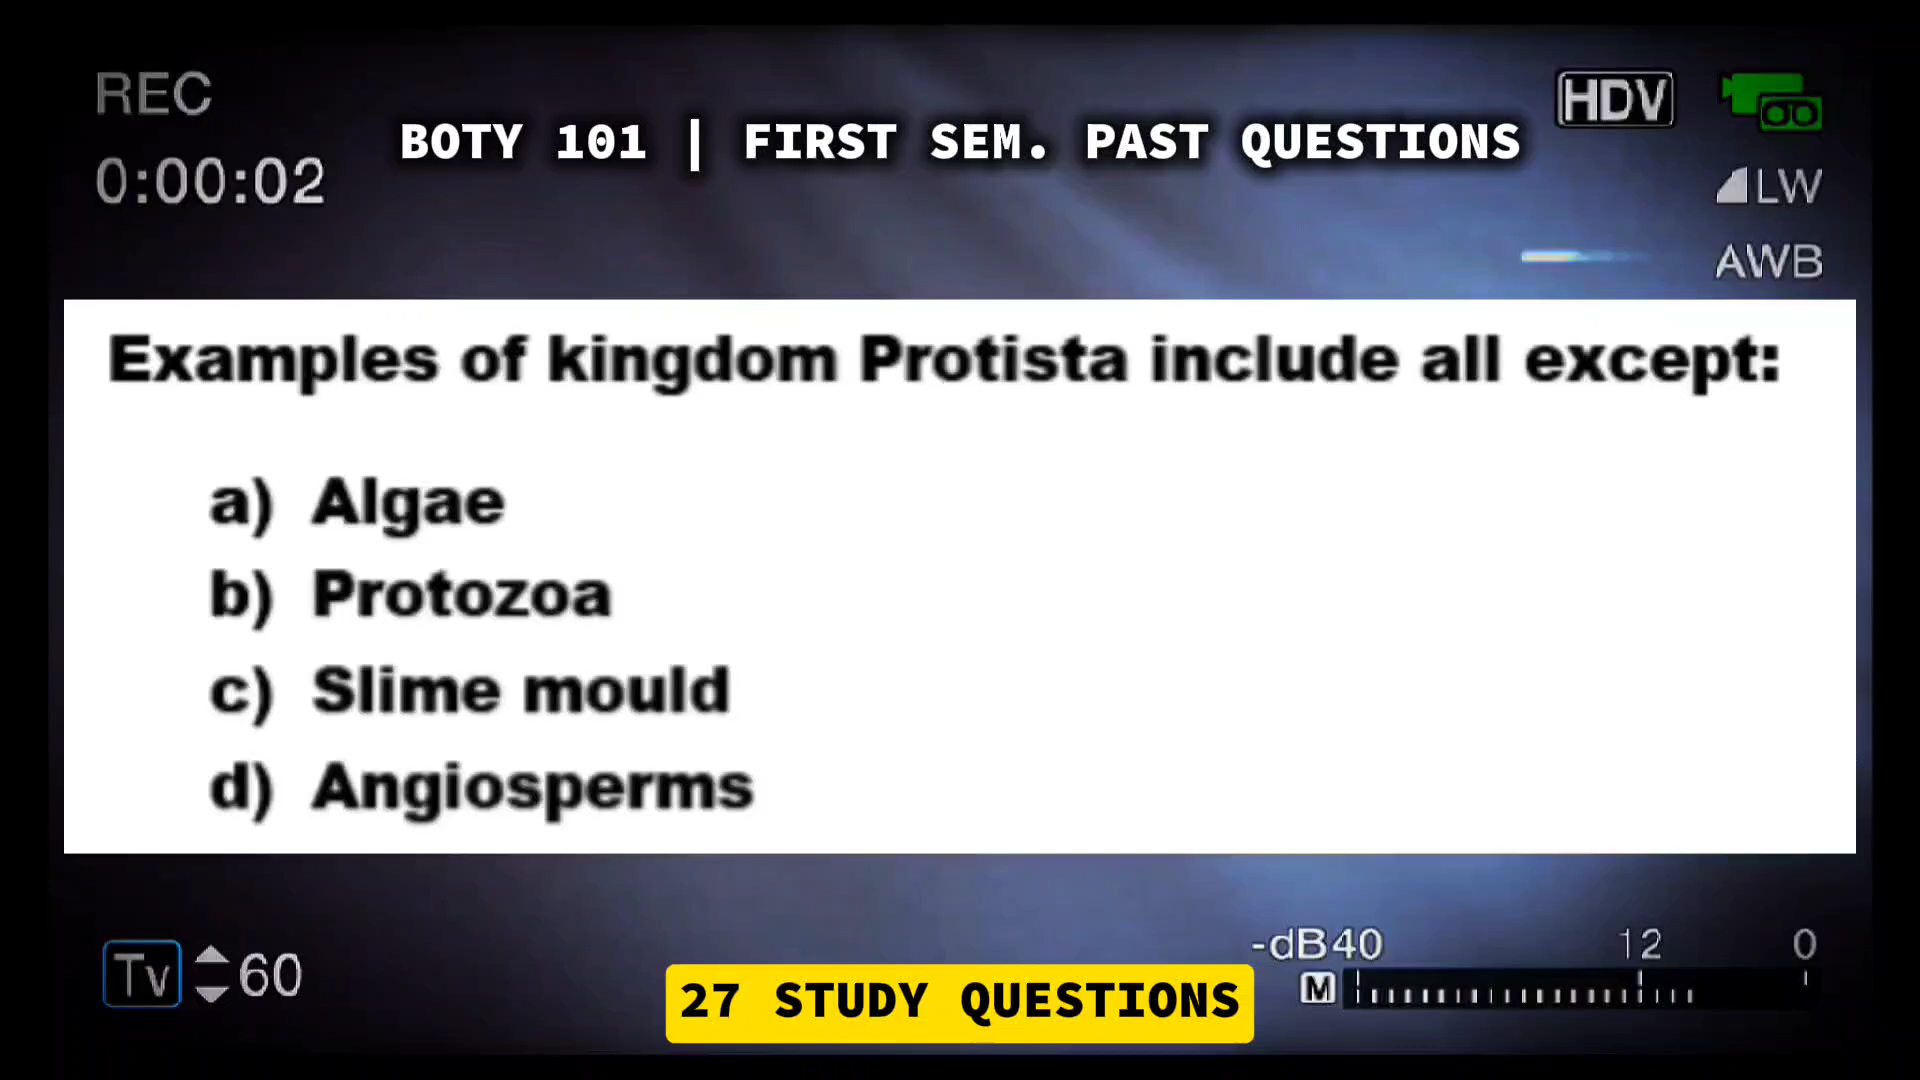 REC
HDV
BOTY 101 | FIRST SEM. PAST QUESTIONS
0:00:02
LW
AWB
Examples of kingdom Protista include all except:
a) Algae
b) Protozoa
c) Slime mould
d) Angiosperms
-dB40 12 0
Tv 60
M
27 STUDY QUESTIONS